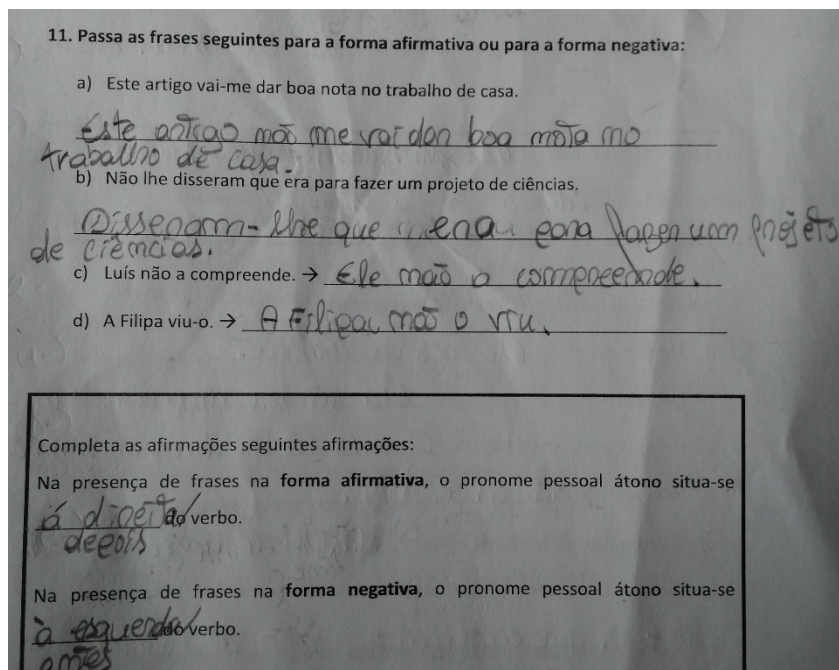 11. Passa as frases seguintes para a forma afirmativa ou para a forma negativa:
a) Este artigo vai-me dar boa nota no trabalho de casa.
Este artigo não me vai dar boa nota no
trabalho de casa.
b) Não lhe disseram que era para fazer um projeto de ciências.
Disseram-lhe que era para fazer um projeto
de ciências.
c) Luís não a compreende. → Ele não a compreende.
d) A Filipa viu-o. → A Filipa não o viu.
Completa as afirmações seguintes afirmações:
Na presença de frases na forma afirmativa, o pronome pessoal átono situa-se
á direita do verbo.
depois
Na presença de frases na forma negativa, o pronome pessoal átono situa-se
à esquerda do verbo.
antes